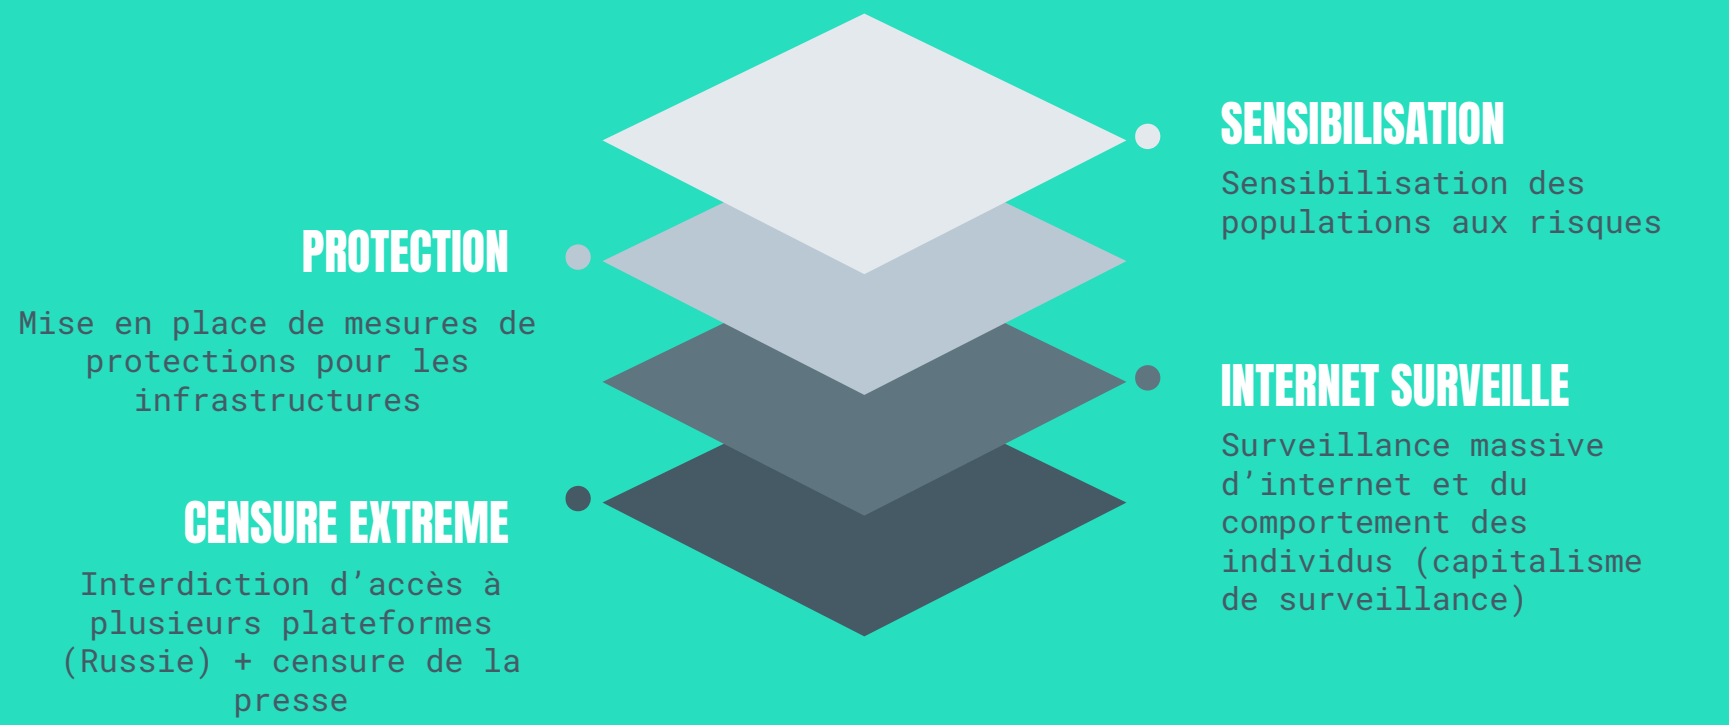 SENSIBILISATION
Sensibilisation des
populations aux risques
PROTECTION
Mise en place de mesures de
protections pour les
infrastructures
INTERNET SURVEILLE
Surveillance massive
d’internet et du
comportement des
individus (capitalisme
de surveillance)
CENSURE EXTREME
Interdiction d’accès à
plusieurs plateformes
(Russie) + censure de la
presse